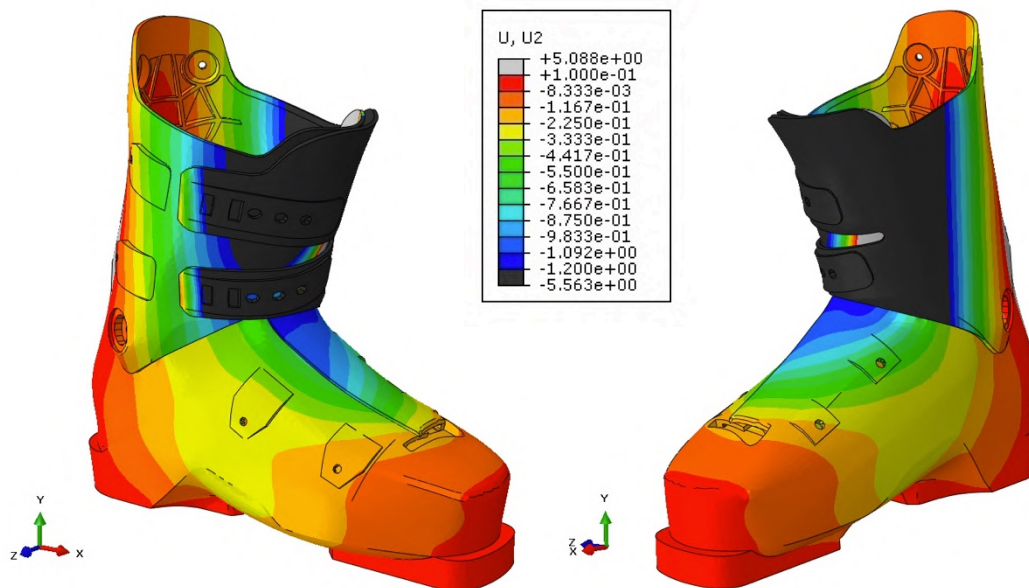 U, U2
+5.088e+00
+1.000e-01
-8.333e-03
-1.167e-01
-2.250e-01
-3.333e-01
-4.417e-01
-5.500e-01
-6.583e-01
-7.667e-01
-8.750e-01
-9.833e-01
-1.092e+00
-1.200e+00
-5.563e+00
Y
Z
X
Y
Z
X